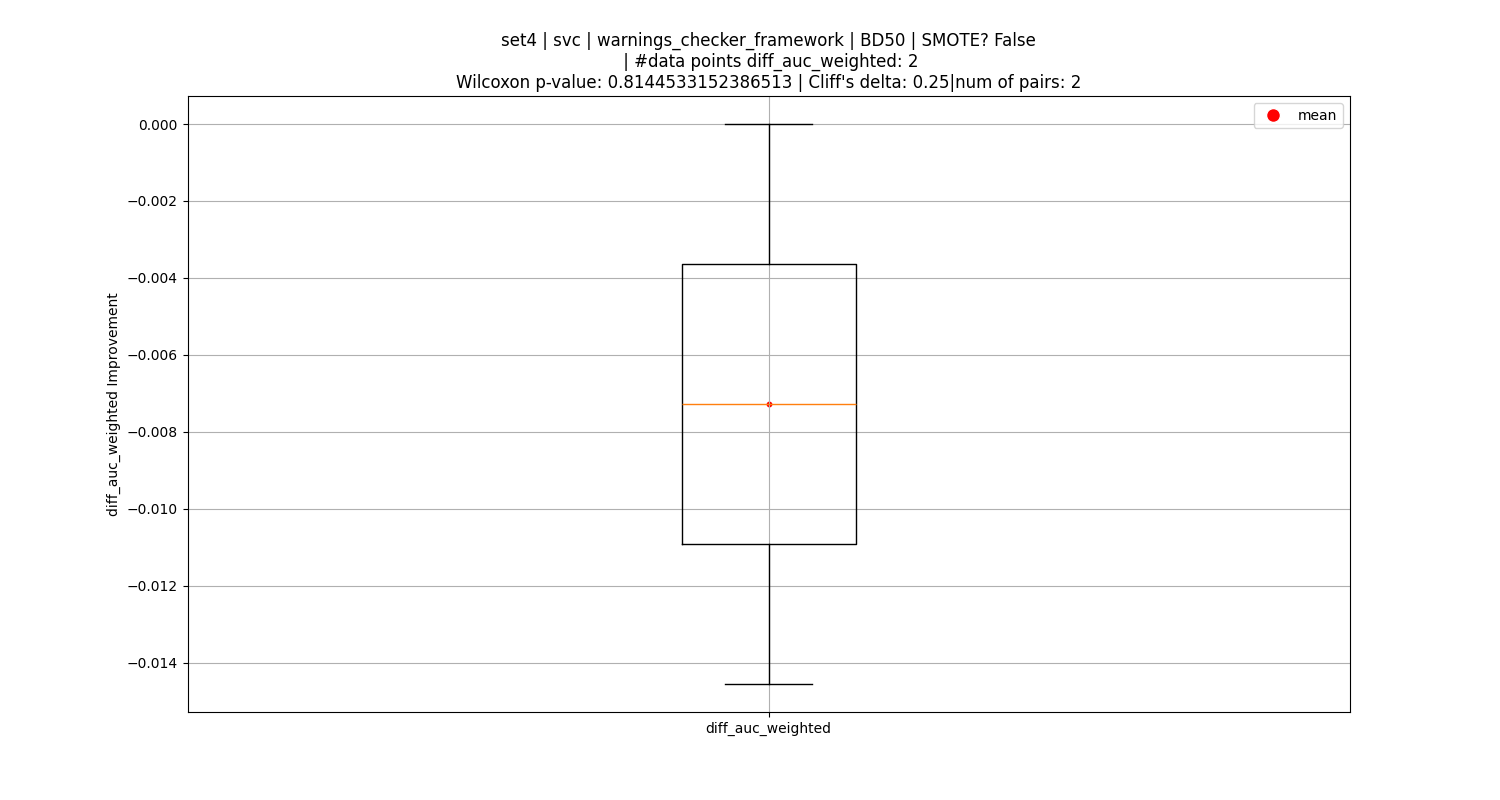 set4 | svc | warnings_checker_framework | BD50 | SMOTE? False
| #data points diff_auc_weighted: 2
Wilcoxon p-value: 0.8144533152386513 | Cliff's delta: 0.25|num of pairs: 2
mean
0.000
−0.002
−0.004
−0.006
−0.008
−0.010
−0.012
−0.014
diff_auc_weighted Improvement
diff_auc_weighted